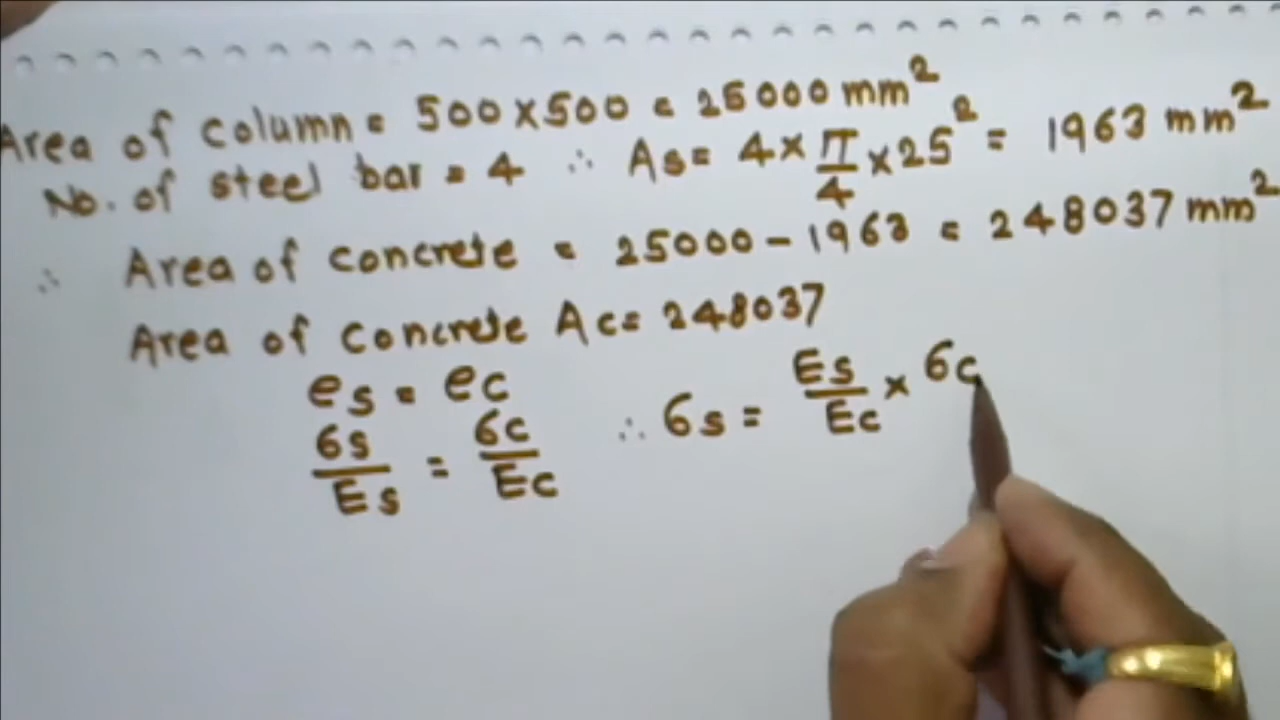 Area of column = 500×500 = 25000 mm²
No. of steel bar = 4 ∴ As = 4 × π/4 × 25² = 1963 mm²
∴ Area of concrete = 25000 - 1963 = 248037 mm²
Area of concrete Ac = 248037
es = ec
6s/Es = 6c/Ec ∴ 6s = Es/Ec × 6c